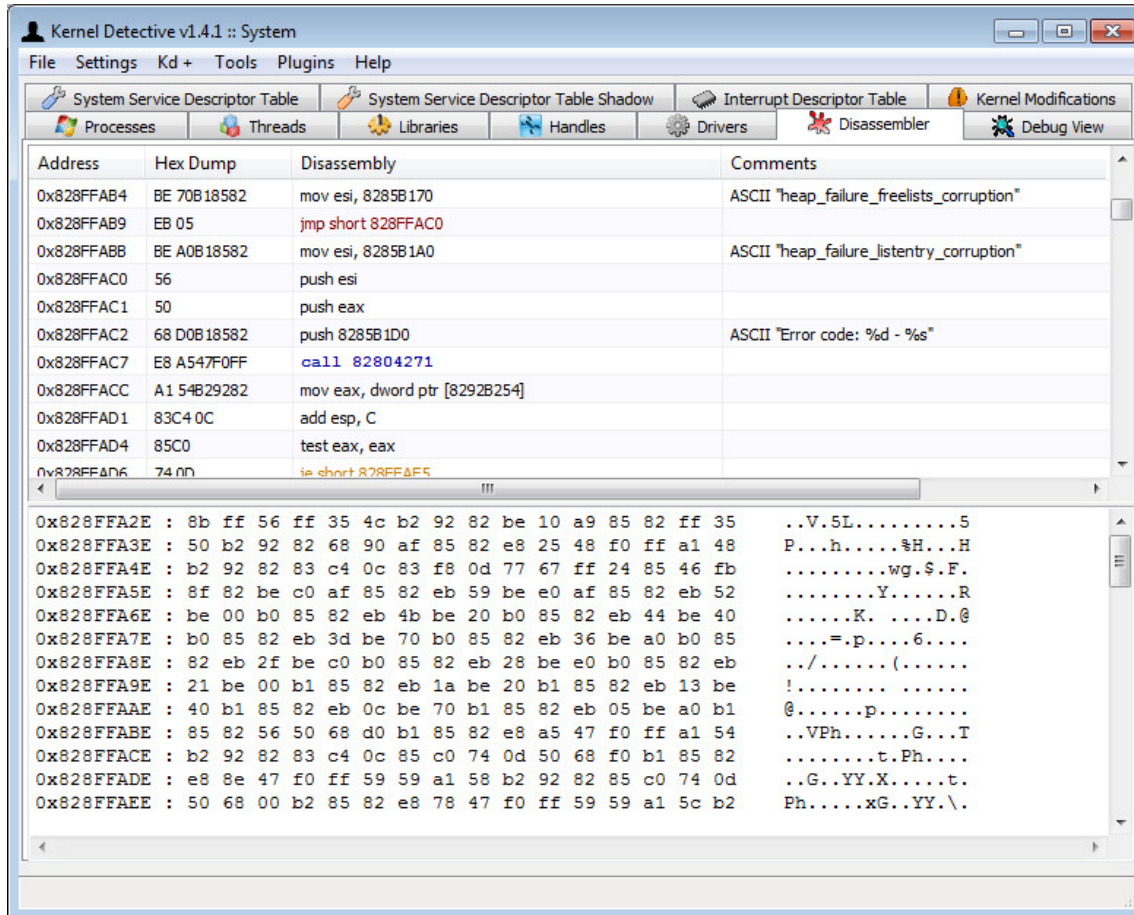 Kernel Detective v1.4.1 :: System
File Settings Kd + Tools Plugins Help
System Service Descriptor Table System Service Descriptor Table Shadow Interrupt Descriptor Table Kernel Modifications
Processes Threads Libraries Handles Drivers Disassembler Debug View
Address Hex Dump Disassembly Comments
0x828FFAB4 BE 70B18582 mov esi, 8285B170 ASCII "heap_failure_freelists_corruption"
0x828FFAB9 EB 05 jmp short 828FFAC0
0x828FFABB BE A0B18582 mov esi, 8285B1A0 ASCII "heap_failure_listentry_corruption"
0x828FFAC0 56 push esi
0x828FFAC1 50 push eax
0x828FFAC2 68 D0B18582 push 8285B1D0 ASCII "Error code: %d - %s"
0x828FFAC7 E8 A547F0FF call 82804271
0x828FFACC A1 54B29282 mov eax, dword ptr [8292B254]
0x828FFAD1 83C4 0C add esp, C
0x828FFAD4 85C0 test eax, eax
0x828FFAD6 74 0D je short 828FFAE5
0x828FFA2E : 8b ff 56 ff 35 4c b2 92 82 be 10 a9 85 82 ff 35 ..V.5L.........5
0x828FFA3E : 50 b2 92 82 68 90 af 85 82 e8 25 48 f0 ff a1 48 P...h.....%H...H
0x828FFA4E : b2 92 82 83 c4 0c 83 f8 0d 77 67 ff 24 85 46 fb .........wg.$.F.
0x828FFA5E : 8f 82 be c0 af 85 82 eb 59 be e0 af 85 82 eb 52 ........Y......R
0x828FFA6E : be 00 b0 85 82 eb 4b be 20 b0 85 82 eb 44 be 40 ......K. ....D.@
0x828FFA7E : b0 85 82 eb 3d be 70 b0 85 82 eb 36 be a0 b0 85 ....=.p....6....
0x828FFA8E : 82 eb 2f be c0 b0 85 82 eb 28 be e0 b0 85 82 eb ../......(......
0x828FFA9E : 21 be 00 b1 85 82 eb 1a be 20 b1 85 82 eb 13 be !........ ......
0x828FFAAE : 40 b1 85 82 eb 0c be 70 b1 85 82 eb 05 be a0 b1 @......p........
0x828FFABE : 85 82 56 50 68 d0 b1 85 82 e8 a5 47 f0 ff a1 54 ..VPh......G...T
0x828FFACE : b2 92 82 83 c4 0c 85 c0 74 0d 50 68 f0 b1 85 82 ........t.Ph....
0x828FFADE : e8 8e 47 f0 ff 59 59 a1 58 b2 92 82 85 c0 74 0d ..G..YY.X.....t.
0x828FFAEE : 50 68 00 b2 85 82 e8 78 47 f0 ff 59 59 a1 5c b2 Ph.....xG..YY.\.